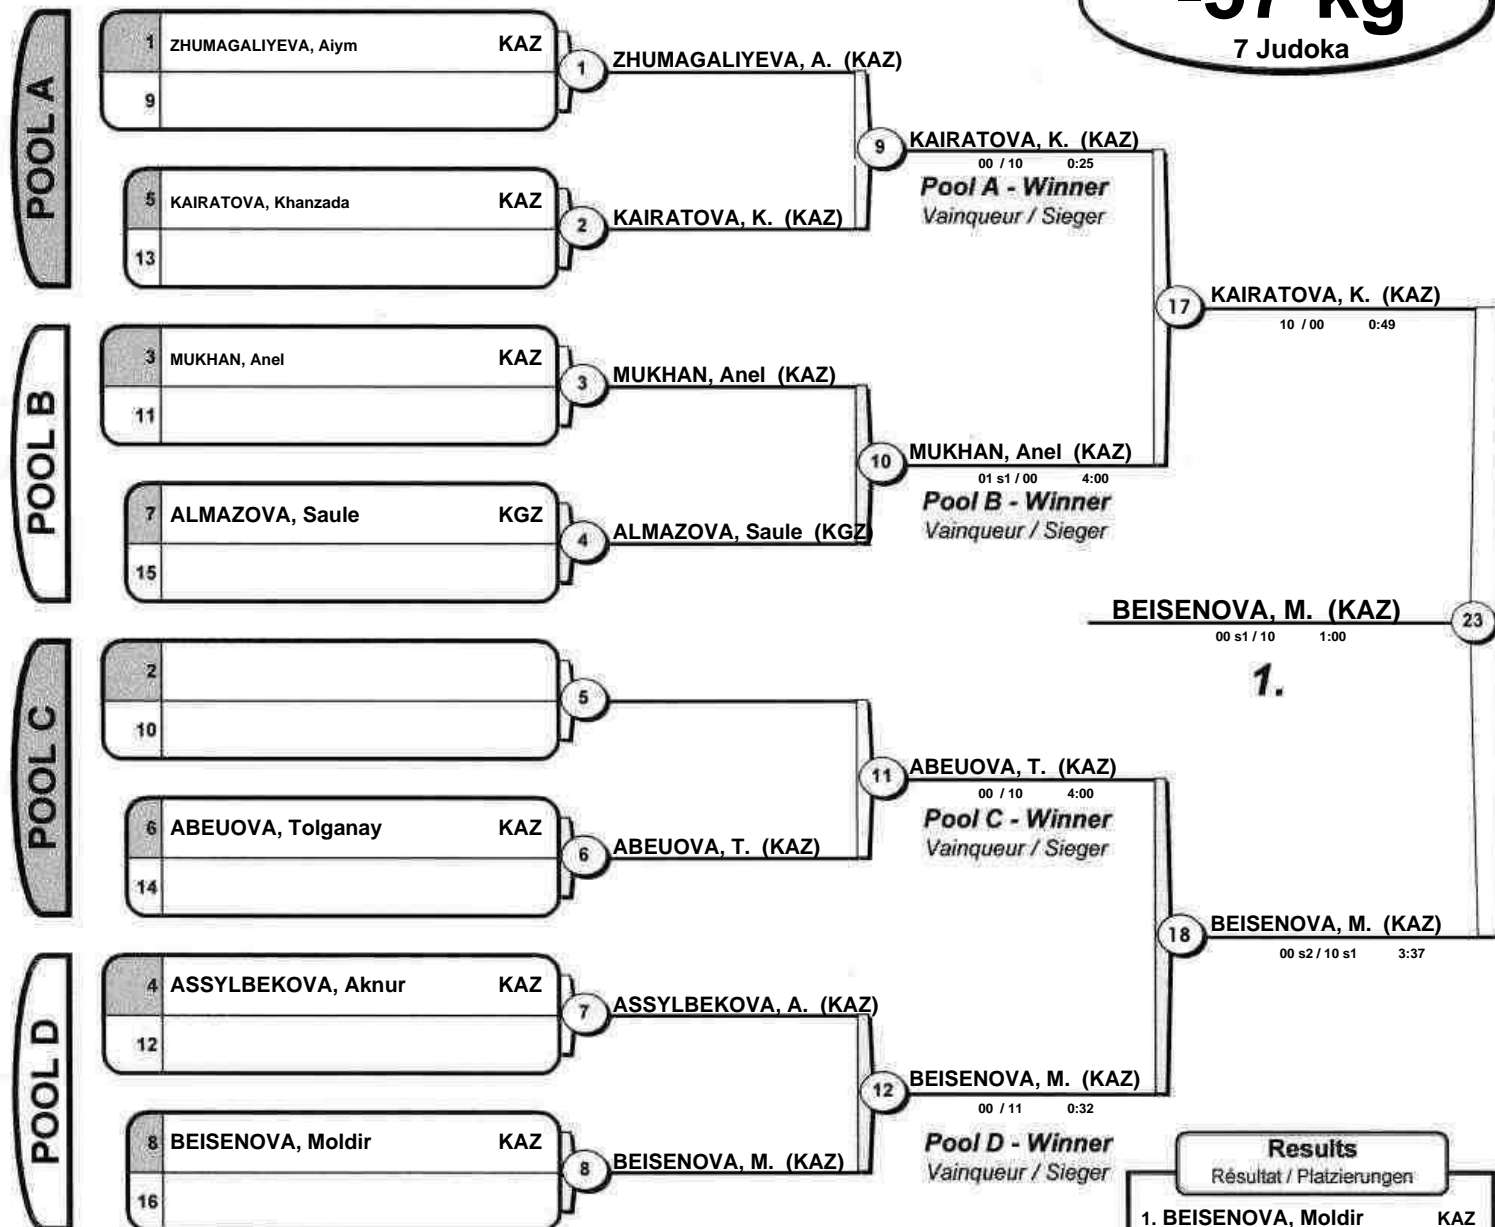 -57 kg
7 Judoka
POOL A
1 ZHUMAGALIYEVA, Aiym KAZ
9
1
ZHUMAGALIYEVA, A. (KAZ)
5 KAIRATOVA, Khanzada KAZ
13
2
KAIRATOVA, K. (KAZ)
9
KAIRATOVA, K. (KAZ)
00 / 10 0:25
Pool A - Winner
Vainqueur / Sieger
POOL B
3 MUKHAN, Anel KAZ
11
3
MUKHAN, Anel (KAZ)
7 ALMAZOVA, Saule KGZ
15
4
ALMAZOVA, Saule (KGZ)
10
MUKHAN, Anel (KAZ)
01 s1 / 00 4:00
Pool B - Winner
Vainqueur / Sieger
17
KAIRATOVA, K. (KAZ)
10 / 00 0:49
BEISENOVA, M. (KAZ)
00 s1 / 10 1:00
1.
23
POOL C
2
10
5
6 ABEUOVA, Tolganay KAZ
14
6
ABEUOVA, T. (KAZ)
11
ABEUOVA, T. (KAZ)
00 / 10 4:00
Pool C - Winner
Vainqueur / Sieger
POOL D
4 ASSYLBEKOVA, Aknur KAZ
12
7
ASSYLBEKOVA, A. (KAZ)
8 BEISENOVA, Moldir KAZ
16
8
BEISENOVA, M. (KAZ)
12
BEISENOVA, M. (KAZ)
00 / 11 0:32
Pool D - Winner
Vainqueur / Sieger
18
BEISENOVA, M. (KAZ)
00 s2 / 10 s1 3:37
Results
Résultat / Platzierungen
1. BEISENOVA, Moldir KAZ